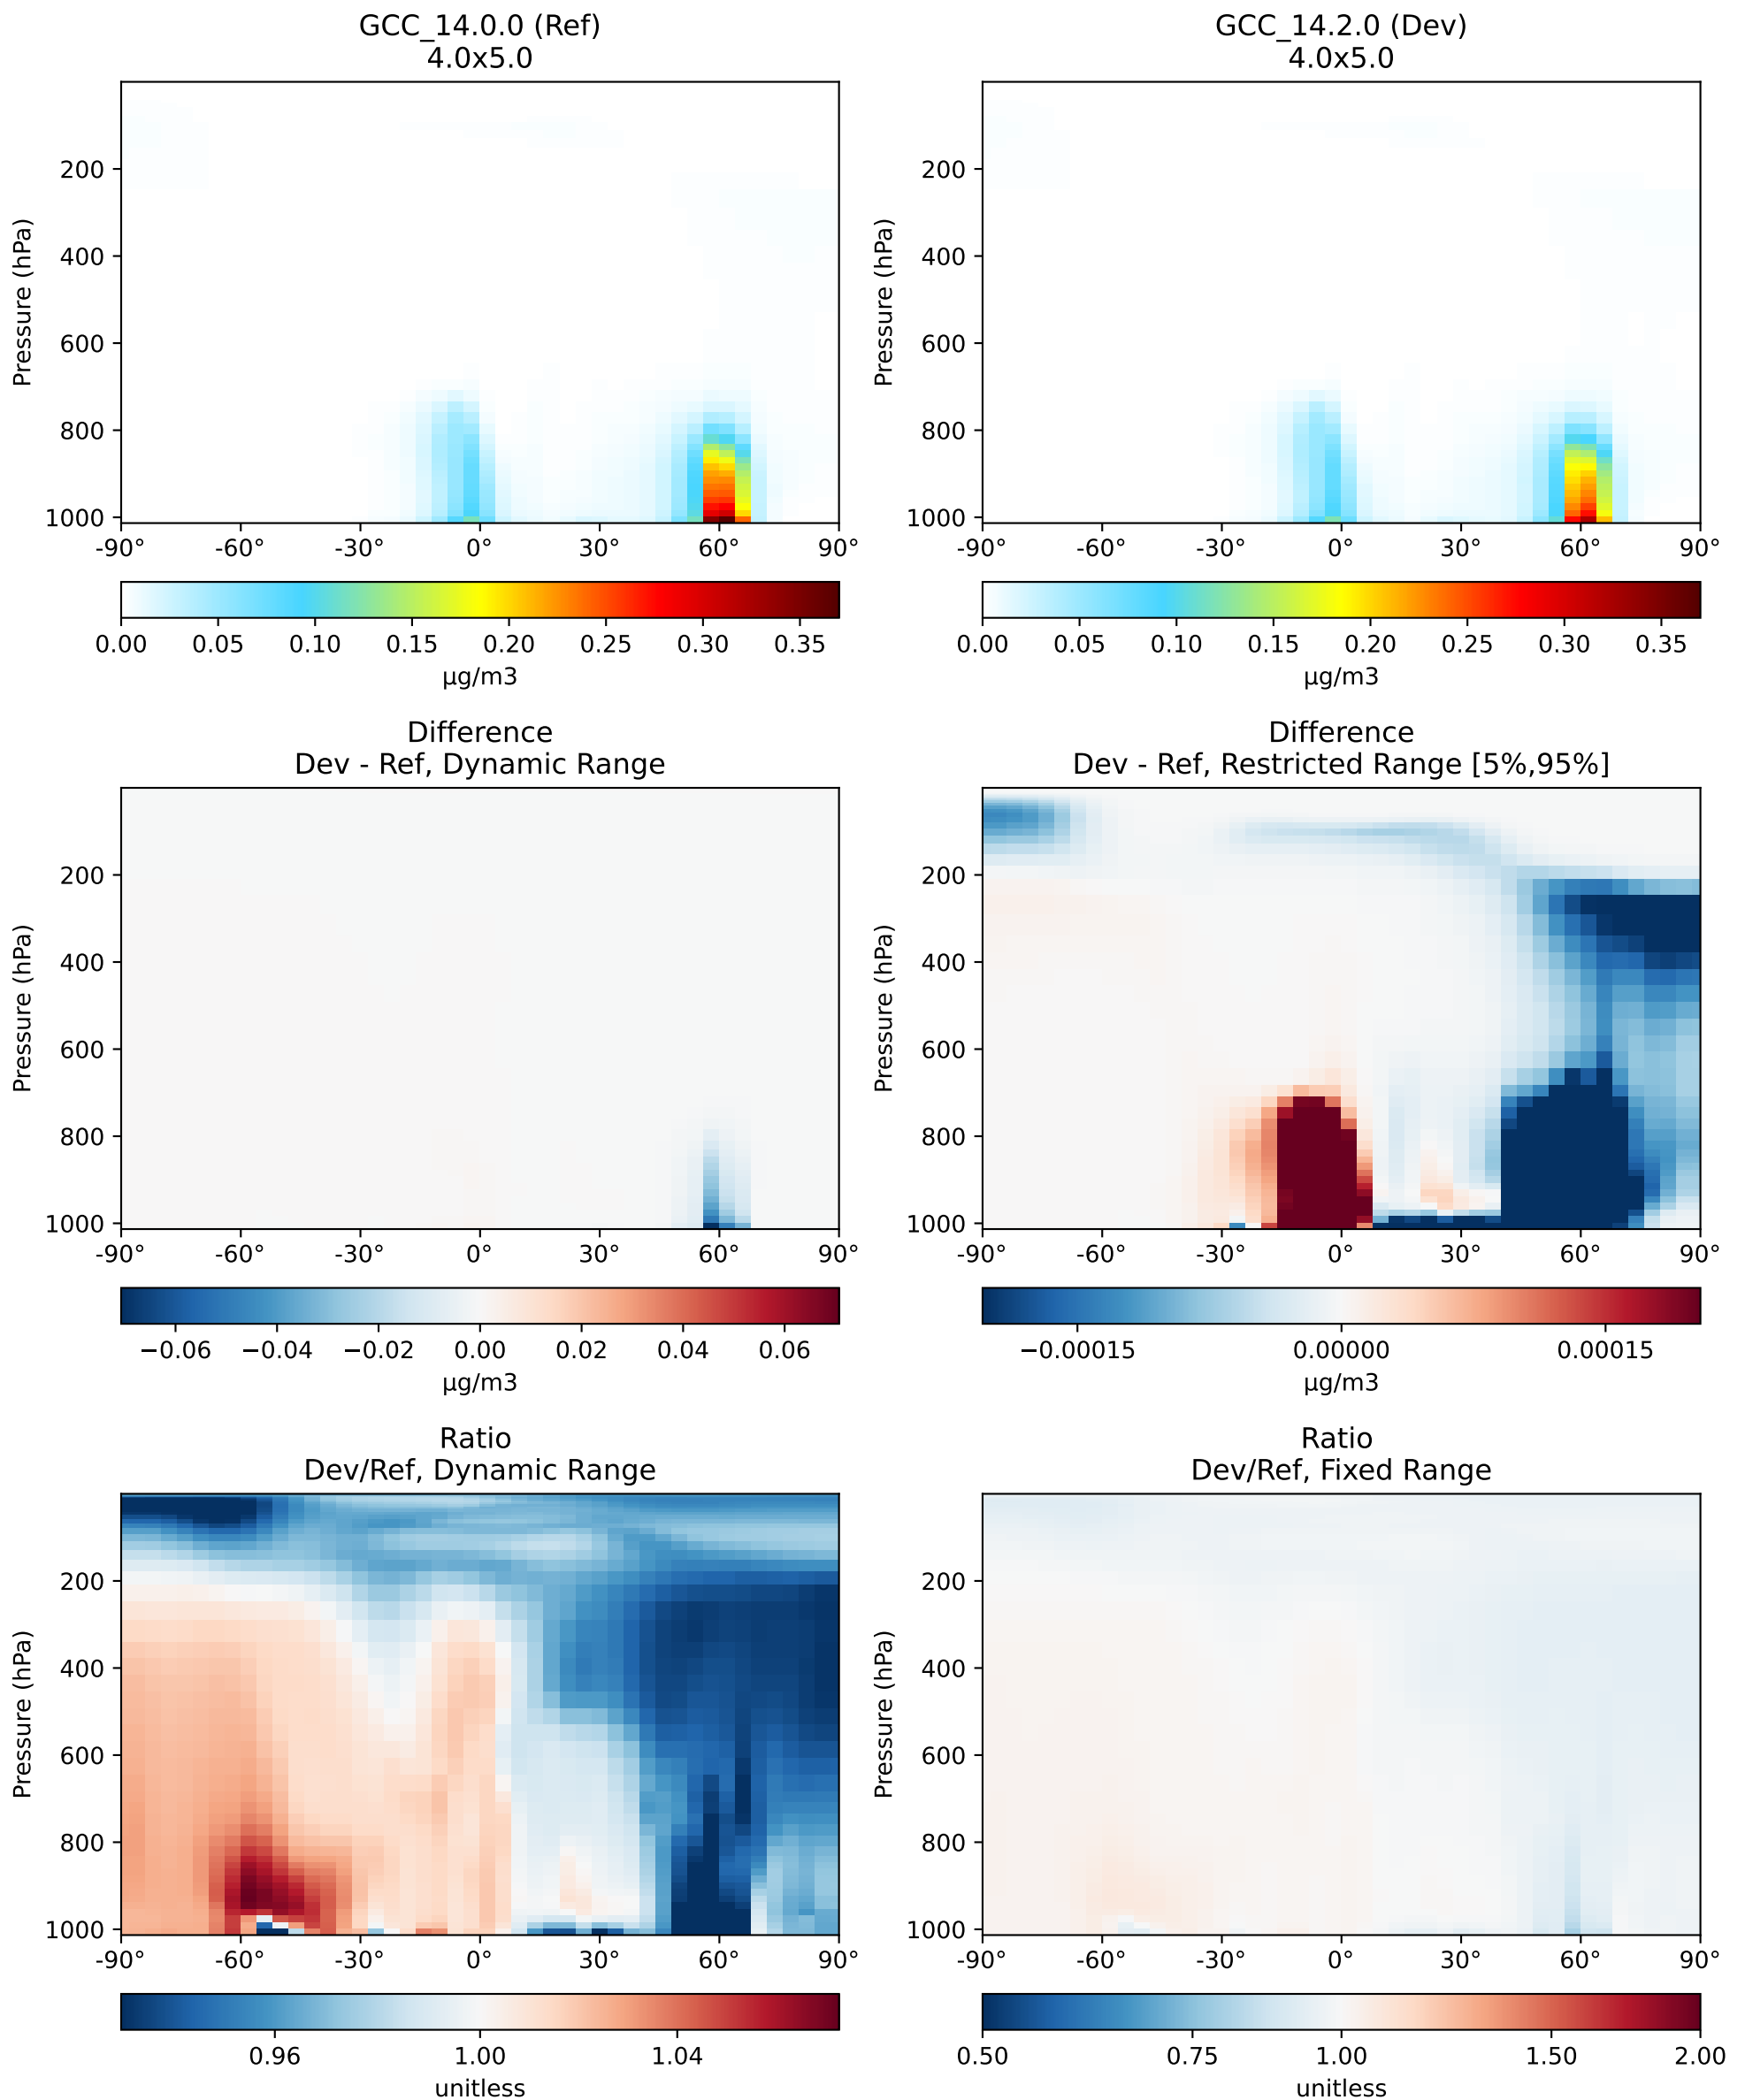 GCC_14.0.0 (Ref)
4.0x5.0
GCC_14.2.0 (Dev)
4.0x5.0
Pressure (hPa)
200
400
600
800
1000
-90° -60° -30° 0° 30° 60° 90°
0.00 0.05 0.10 0.15 0.20 0.25 0.30 0.35
μg/m3
Pressure (hPa)
200
400
600
800
1000
-90° -60° -30° 0° 30° 60° 90°
0.00 0.05 0.10 0.15 0.20 0.25 0.30 0.35
μg/m3
Difference
Dev - Ref, Dynamic Range
Pressure (hPa)
200
400
600
800
1000
-90° -60° -30° 0° 30° 60° 90°
−0.06 −0.04 −0.02 0.00 0.02 0.04 0.06
μg/m3
Difference
Dev - Ref, Restricted Range [5%,95%]
Pressure (hPa)
200
400
600
800
1000
-90° -60° -30° 0° 30° 60° 90°
−0.00015 0.00000 0.00015
μg/m3
Ratio
Dev/Ref, Dynamic Range
Pressure (hPa)
200
400
600
800
1000
-90° -60° -30° 0° 30° 60° 90°
0.96 1.00 1.04
unitless
Ratio
Dev/Ref, Fixed Range
Pressure (hPa)
200
400
600
800
1000
-90° -60° -30° 0° 30° 60° 90°
0.50 0.75 1.00 1.50 2.00
unitless